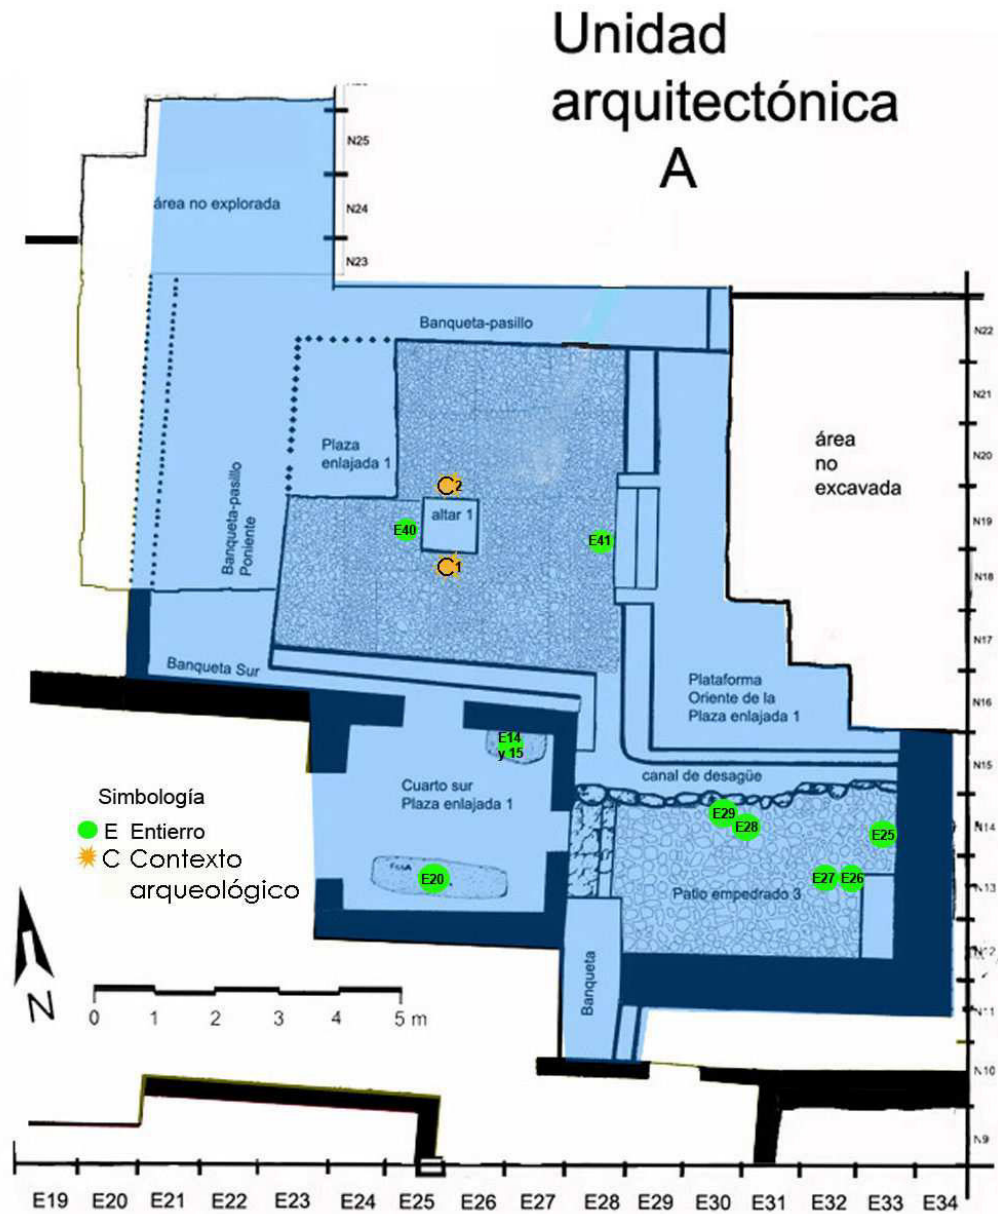 Unidad
arquitectónica
A
N25
N24
N23
área no explorada
Banqueta-pasillo
N22
N21
N20
N19
N18
N17
N16
N15
N14
N13
N12
N11
N10
N9
área
no
excavada
Plaza
enlajada 1
Banqueta-pasillo
Poniente
C2
altar 1
E40
E41
C1
Banqueta Sur
Plataforma
Oriente de la
Plaza enlajada 1
E14
y 15
canal de desagüe
Cuarto sur
Plaza enlajada 1
E29
E28
E25
E20
E27
E26
Patio empedrado 3
Banqueta
Simbología
E Entierro
C Contexto
arqueológico
N
0 1 2 3 4 5 m
E19 E20 E21 E22 E23 E24 E25 E26 E27 E28 E29 E30 E31 E32 E33 E34